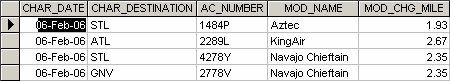 CHAR_DATE CHAR_DESTINATION AC_NUMBER MOD_NAME MOD_CHG_MILE
06-Feb-06 STL 1484P Aztec 1.93
06-Feb-06 ATL 2289L KingAir 2.67
06-Feb-06 STL 4278Y Navajo Chieftain 2.35
06-Feb-06 GNV 2778V Navajo Chieftain 2.35